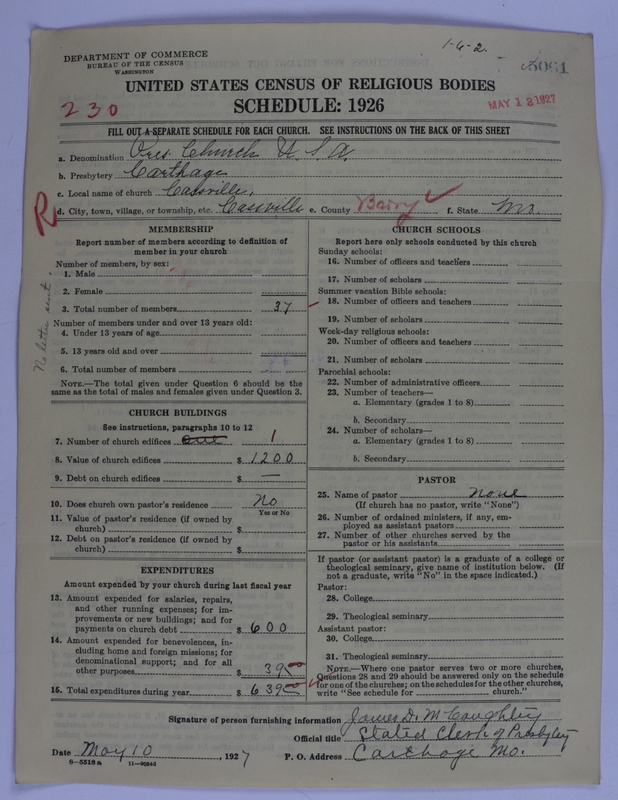 1-6-2.
DEPARTMENT OF COMMERCE
BUREAU OF THE CENSUS
WASHINGTON
5061
UNITED STATES CENSUS OF RELIGIOUS BODIES
230
SCHEDULE: 1926
MAY 12 1927
FILL OUT A SEPARATE SCHEDULE FOR EACH CHURCH. SEE INSTRUCTIONS ON THE BACK OF THIS SHEET
a. Denomination Pres. Church U. S. A.
b. Presbytery Carthage
c. Local name of church Cassville,
R
d. City, town, village, or township, etc. Cassville e. County Barry f. State Mo.
No letter sent.
MEMBERSHIP
Report number of members according to definition of
member in your church
Number of members, by sex:
1. Male
2. Female
3. Total number of members 37
Number of members under and over 13 years old:
4. Under 13 years of age
5. 13 years old and over
6. Total number of members
NOTE.—The total given under Question 6 should be the
same as the total of males and females given under Question 3.
CHURCH BUILDINGS
See instructions, paragraphs 10 to 12
7. Number of church edifices one 1
8. Value of church edifices $ 1200
9. Debt on church edifices $ —
10. Does church own pastor's residence No
Yes or No
11. Value of pastor's residence (if owned by
church) $
12. Debt on pastor's residence (if owned by
church) $
EXPENDITURES
Amount expended by your church during last fiscal year
13. Amount expended for salaries, repairs,
and other running expenses; for im-
provements or new buildings; and for
payments on church debt $ 600
14. Amount expended for benevolences, in-
cluding home and foreign missions; for
denominational support; and for all
other purposes $ 39 00
15. Total expenditures during year $ 639 00
CHURCH SCHOOLS
Report here only schools conducted by this church
Sunday schools:
16. Number of officers and teachers
17. Number of scholars
Summer vacation Bible schools:
18. Number of officers and teachers
19. Number of scholars
Week-day religious schools:
20. Number of officers and teachers
21. Number of scholars
Parochial schools:
22. Number of administrative officers
23. Number of teachers—
a. Elementary (grades 1 to 8)
b. Secondary
24. Number of scholars—
a. Elementary (grades 1 to 8)
b. Secondary
PASTOR
25. Name of pastor None
(If church has no pastor, write "None")
26. Number of ordained ministers, if any, em-
ployed as assistant pastors
27. Number of other churches served by the
pastor or his assistants
If pastor (or assistant pastor) is a graduate of a college or
theological seminary, give name of institution below. (If
not a graduate, write "No" in the space indicated.)
Pastor:
28. College
29. Theological seminary
Assistant pastor:
30. College
31. Theological seminary
NOTE.—Where one pastor serves two or more churches,
Questions 28 and 29 should be answered only on the schedule
for one of the churches; on the schedules for the other churches,
write "See schedule for church."
Signature of person furnishing information James D. McCaughtry
Official title Stated Clerk of Presbytery
Date May 10, 1927 P. O. Address Carthage Mo.